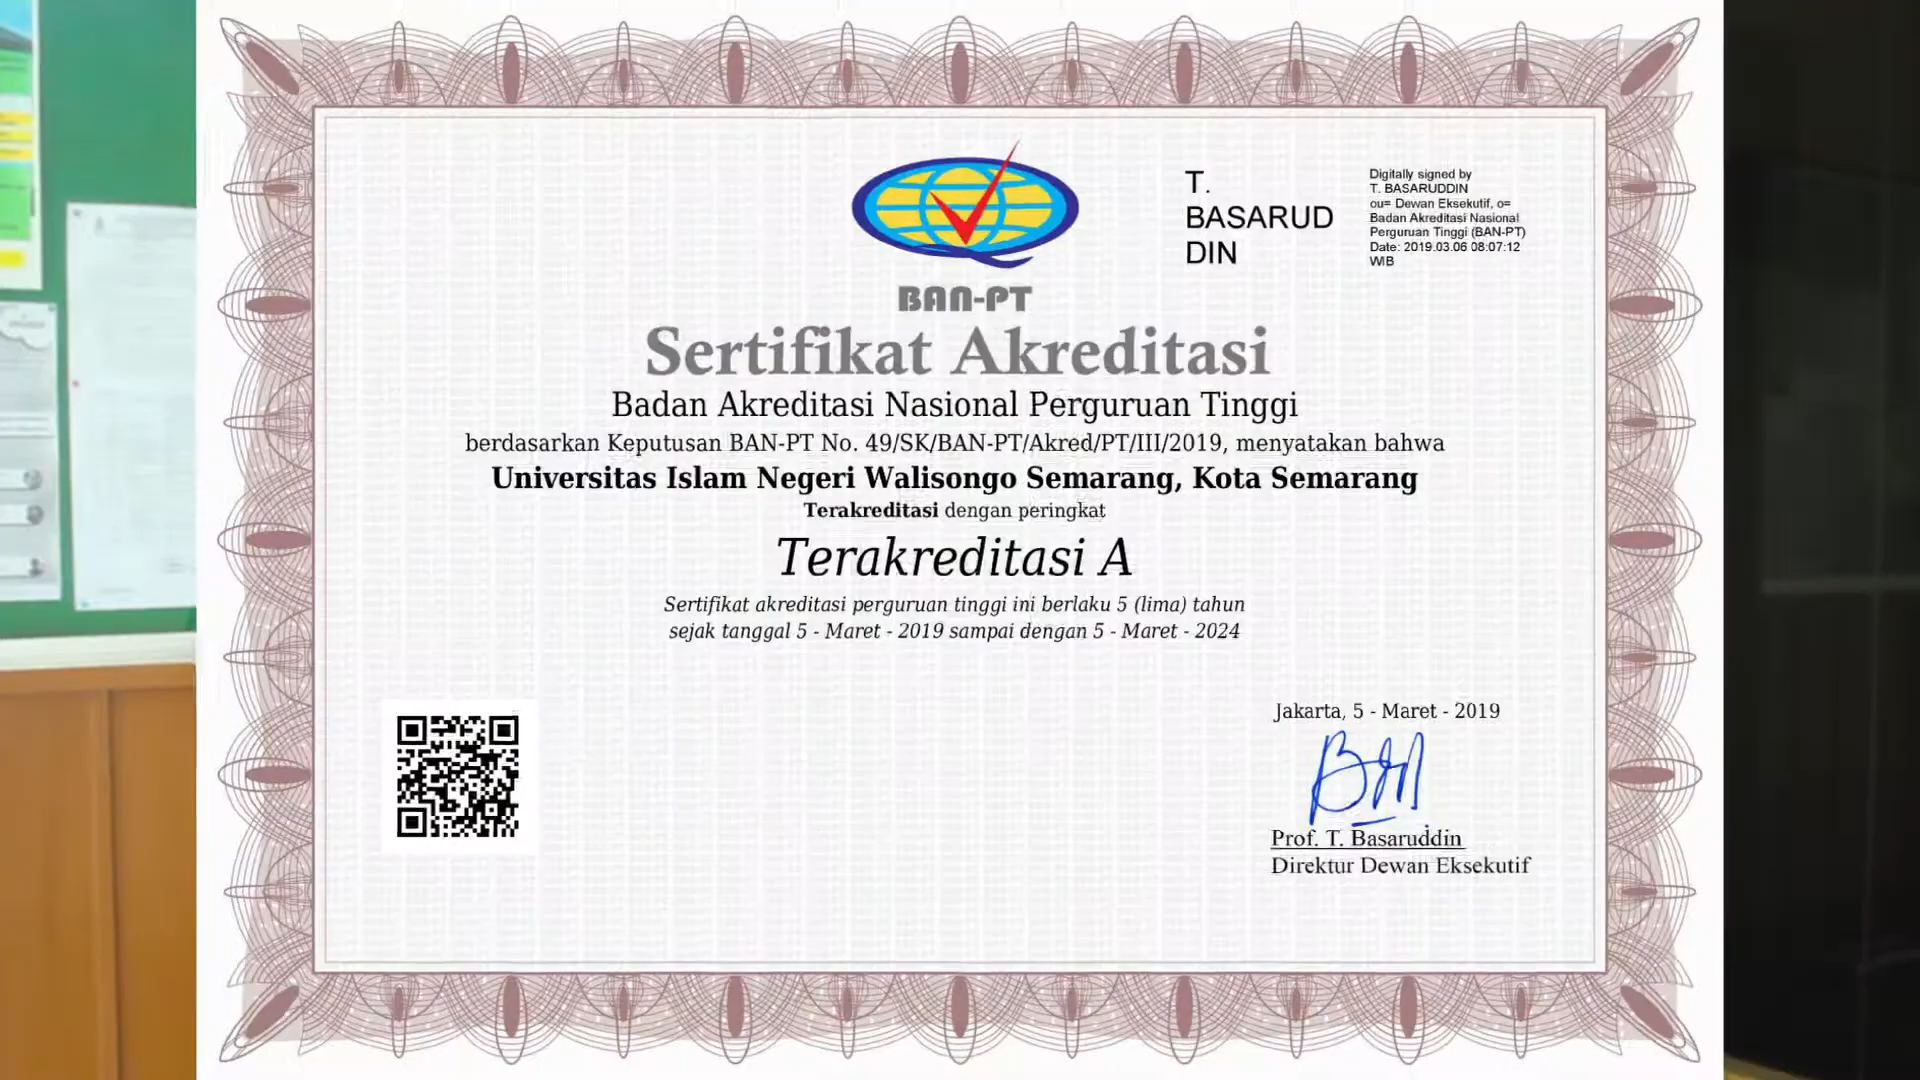 T.
BASARUD
DIN
Digitally signed by
T. BASARUDDIN
ou= Dewan Eksekutif, o=
Badan Akreditasi Nasional
Perguruan Tinggi (BAN-PT)
Date: 2019.03.06 08:07:12
WIB
BAN-PT
Sertifikat Akreditasi
Badan Akreditasi Nasional Perguruan Tinggi
berdasarkan Keputusan BAN-PT No. 49/SK/BAN-PT/Akred/PT/III/2019, menyatakan bahwa
Universitas Islam Negeri Walisongo Semarang, Kota Semarang
Terakreditasi dengan peringkat
Terakreditasi A
Sertifikat akreditasi perguruan tinggi ini berlaku 5 (lima) tahun
sejak tanggal 5 - Maret - 2019 sampai dengan 5 - Maret - 2024
Jakarta, 5 - Maret - 2019
Prof. T. Basaruddin
Direktur Dewan Eksekutif